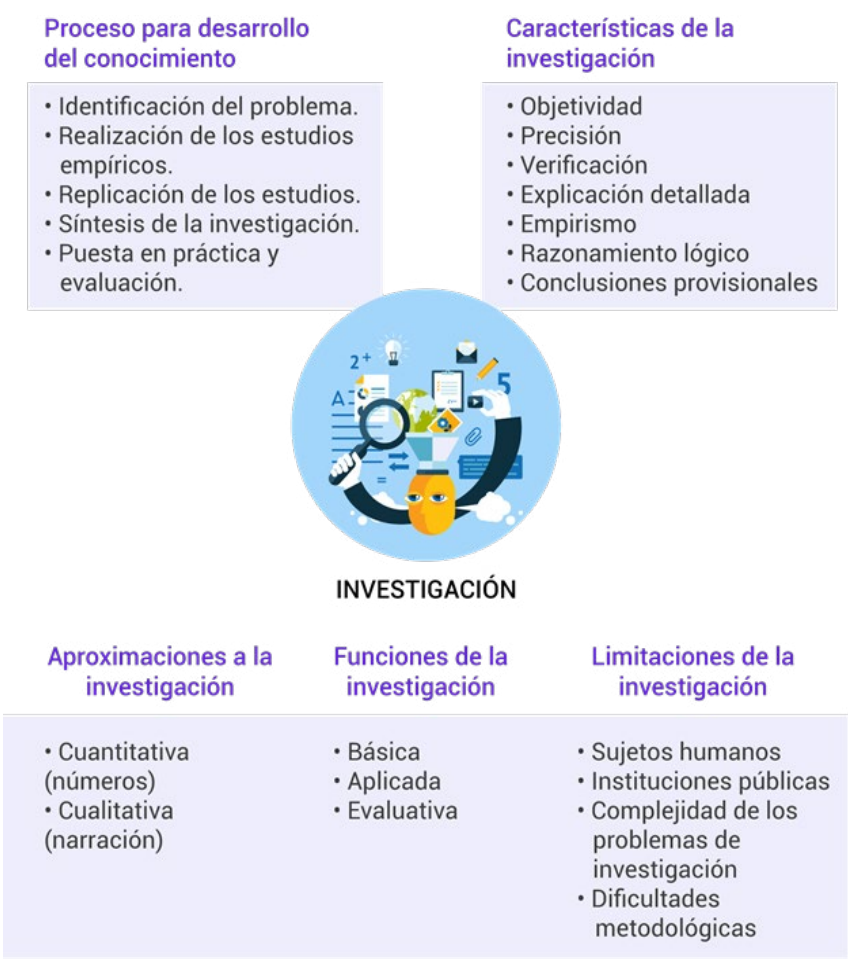 Proceso para desarrollo
del conocimiento
• Identificación del problema.
• Realización de los estudios
empíricos.
• Replicación de los estudios.
• Síntesis de la investigación.
• Puesta en práctica y
evaluación.
Características de la
investigación
• Objetividad
• Precisión
• Verificación
• Explicación detallada
• Empirismo
• Razonamiento lógico
• Conclusiones provisionales
2+
A
5
=
INVESTIGACIÓN
Aproximaciones a la
investigación
• Cuantitativa
(números)
• Cualitativa
(narración)
Funciones de la
investigación
• Básica
• Aplicada
• Evaluativa
Limitaciones de la
investigación
• Sujetos humanos
• Instituciones públicas
• Complejidad de los
problemas de
investigación
• Dificultades
metodológicas